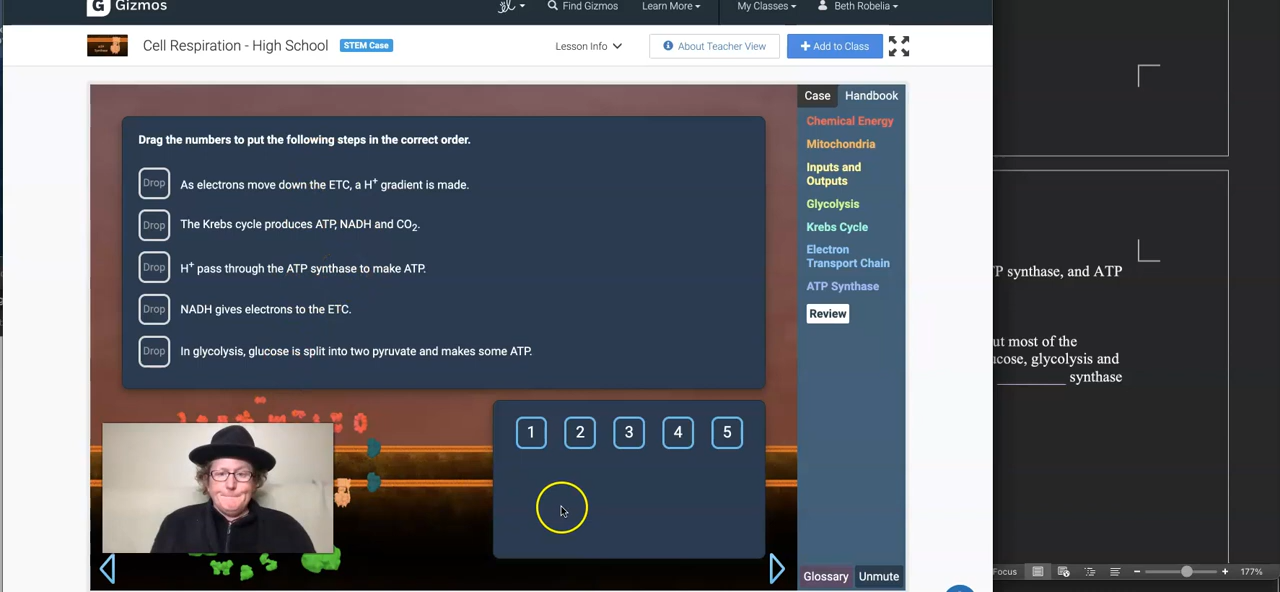 G Gizmos
Find Gizmos
Learn More
My Classes
Beth Robelia
Cell Respiration - High School
STEM Case
Lesson Info
About Teacher View
+ Add to Class
Case
Handbook
Drag the numbers to put the following steps in the correct order.
Drop As electrons move down the ETC, a H⁺ gradient is made.
Drop The Krebs cycle produces ATP, NADH and CO₂.
Drop H⁺ pass through the ATP synthase to make ATP.
Drop NADH gives electrons to the ETC.
Drop In glycolysis, glucose is split into two pyruvate and makes some ATP.
1 2 3 4 5
Chemical Energy
Mitochondria
Inputs and
Outputs
Glycolysis
Krebs Cycle
Electron
Transport Chain
ATP Synthase
Review
Glossary
Unmute
synthase, and ATP
most of the
glycolysis and
synthase
Focus
177%